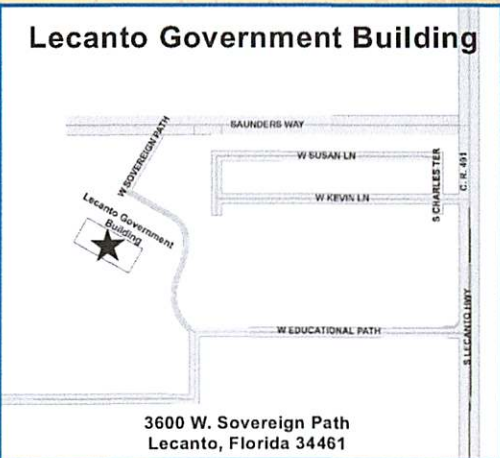 Lecanto Government Building
SAUNDERS WAY
W SOVEREIGN PATH
W SUSAN LN
W KEVIN LN
S CHARLES TER
C. R. 491
Lecanto Government
Building
W EDUCATIONAL PATH
S LECANTO HWY
3600 W. Sovereign Path
Lecanto, Florida 34461